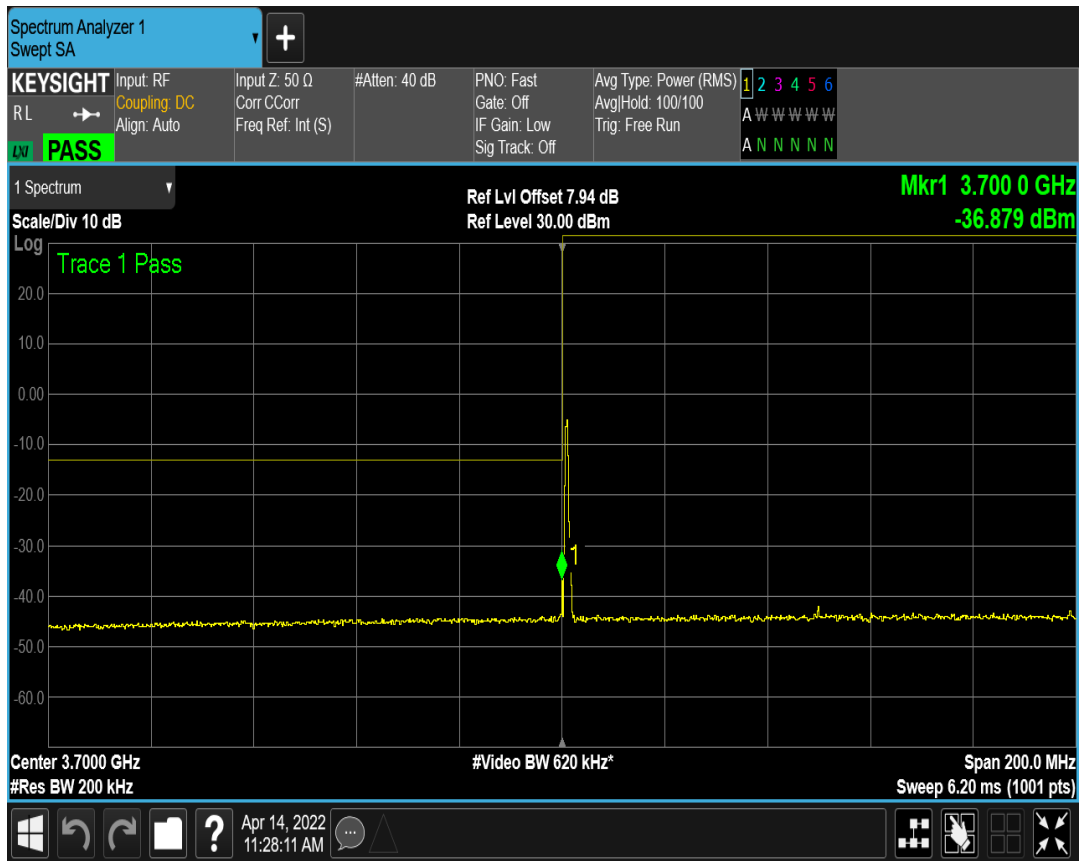 Spectrum Analyzer 1
Swept SA
+
KEYSIGHT
RL
LXI PASS
Input: RF
Coupling: DC
Align: Auto
Input Z: 50 Ω
Corr CCorr
Freq Ref: Int (S)
#Atten: 40 dB
PNO: Fast
Gate: Off
IF Gain: Low
Sig Track: Off
Avg Type: Power (RMS)
Avg|Hold: 100/100
Trig: Free Run
1 2 3 4 5 6
A W W W W W
A N N N N N
1 Spectrum
Scale/Div 10 dB
Ref Lvl Offset 7.94 dB
Ref Level 30.00 dBm
Mkr1 3.700 0 GHz
-36.879 dBm
Log
Trace 1 Pass
20.0
10.0
0.00
-10.0
-20.0
-30.0
1
-40.0
-50.0
-60.0
Center 3.7000 GHz
#Video BW 620 kHz*
Span 200.0 MHz
#Res BW 200 kHz
Sweep 6.20 ms (1001 pts)
?
Apr 14, 2022
11:28:11 AM